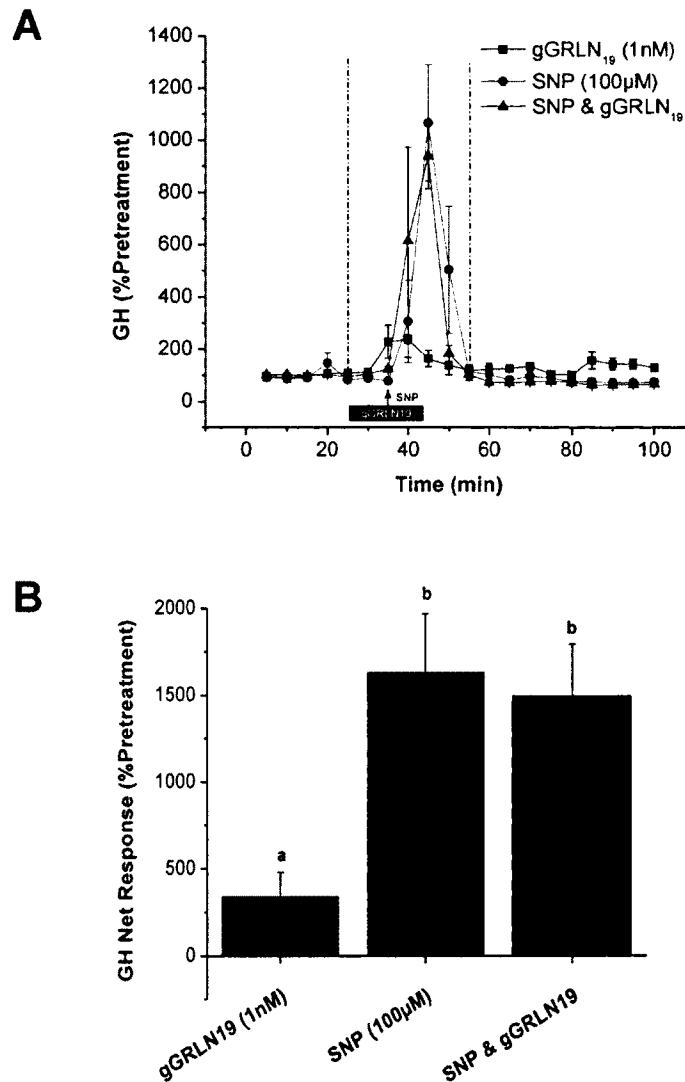 A
1400
1200
1000
800
600
400
200
0
GH (%Pretreatment)
gGRLN19 (1nM)
SNP (100µM)
SNP & gGRLN19
SNP
gGRLN19
0 20 40 60 80 100
Time (min)
B
2000
1500
1000
500
0
GH Net Response (%Pretreatment)
a
b
b
gGRLN19 (1nM)
SNP (100µM)
SNP & gGRLN19